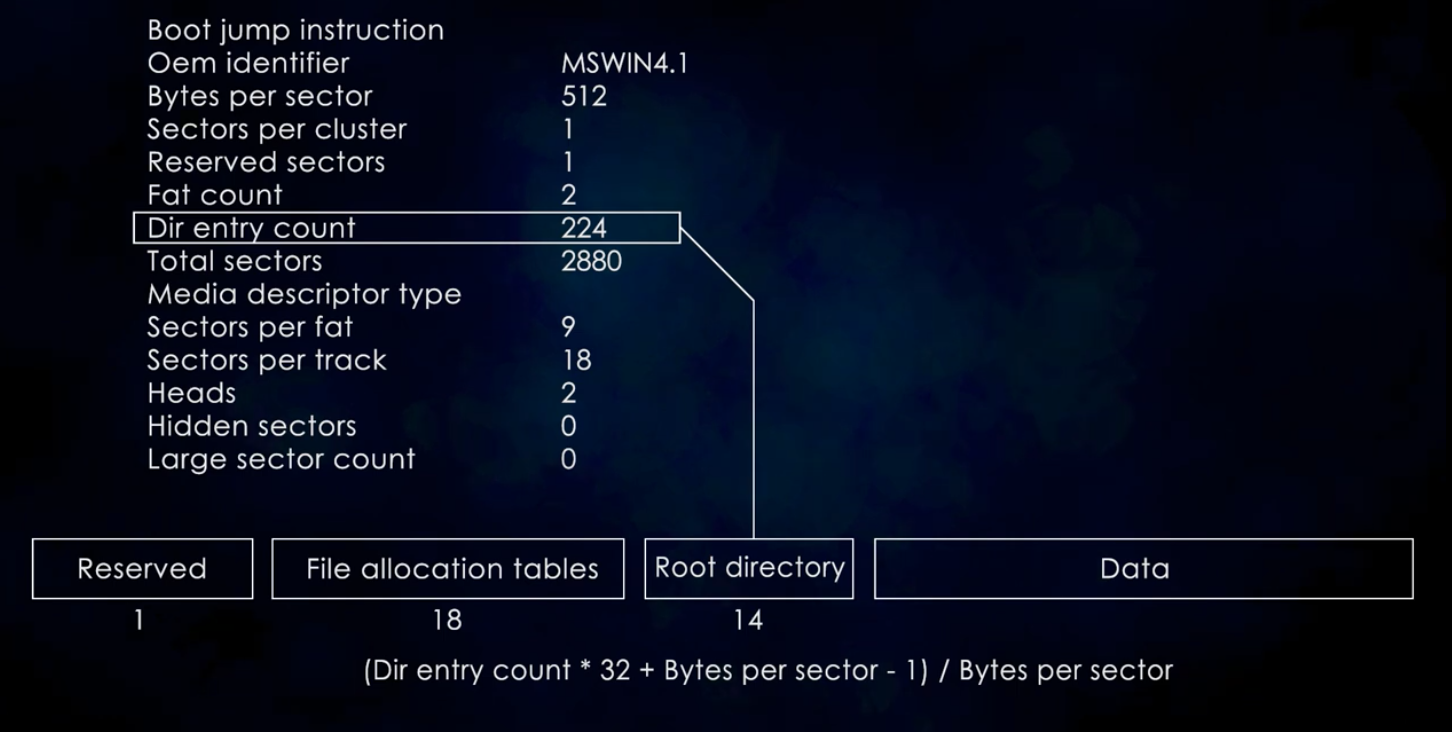 Boot jump instruction
Oem identifier MSWIN4.1
Bytes per sector 512
Sectors per cluster 1
Reserved sectors 1
Fat count 2
Dir entry count 224
Total sectors 2880
Media descriptor type
Sectors per fat 9
Sectors per track 18
Heads 2
Hidden sectors 0
Large sector count 0
Reserved File allocation tables Root directory Data
1 18 14
(Dir entry count * 32 + Bytes per sector - 1) / Bytes per sector